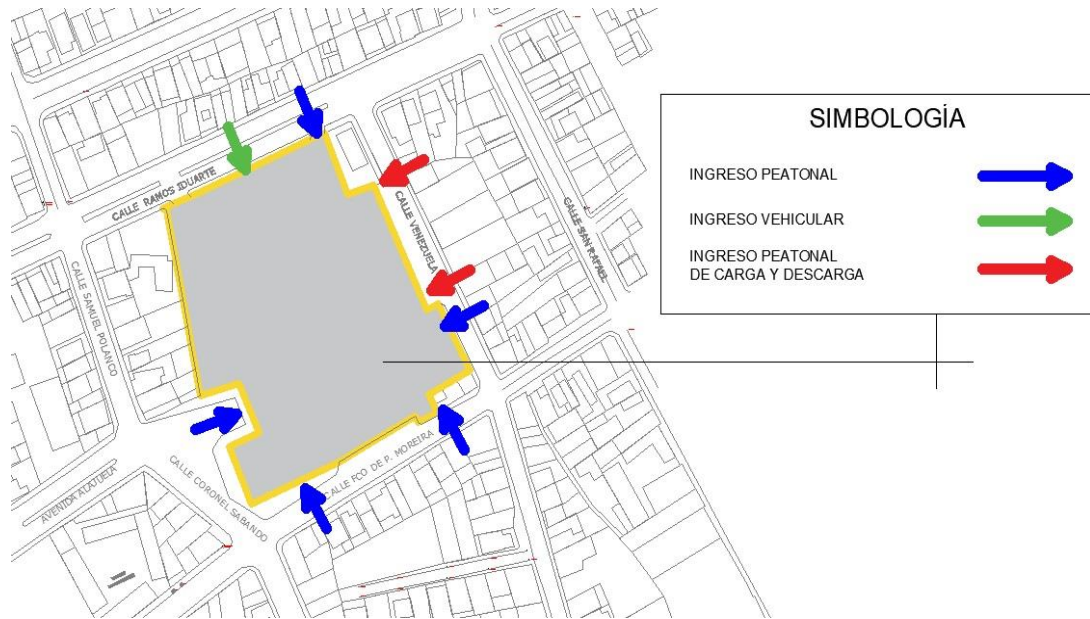 SIMBOLOGÍA
INGRESO PEATONAL
INGRESO VEHICULAR
INGRESO PEATONAL
DE CARGA Y DESCARGA
CALLE RAMOS IDUARTE
CALLE VENEZUELA
CALLE SAN RAFAEL
CALLE SAMUEL POLANCO
CALLE FCO DE P. MOREIRA
CALLE CORONEL SABANDO
AVENIDA ALAJUELA